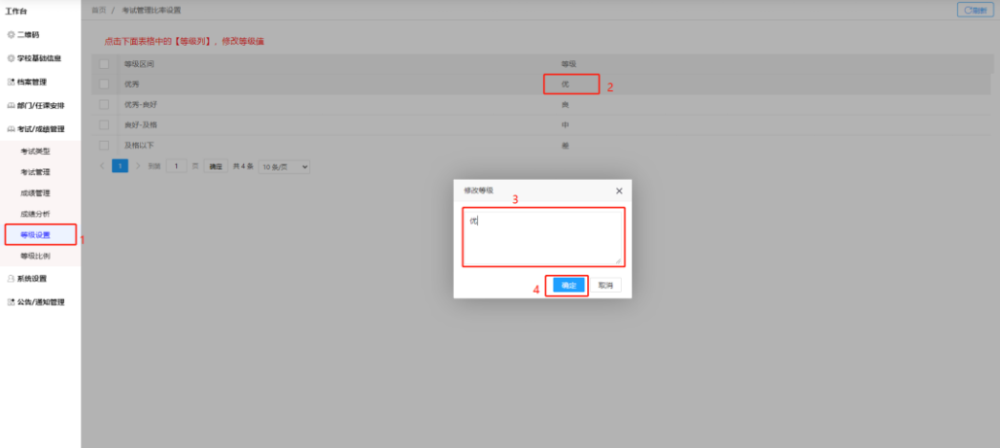 工作台
二维码
学校基础信息
档案管理
部门/任课安排
考试/成绩管理
考试类型
考试管理
成绩管理
成绩分析
等级设置
1
等级比例
系统设置
公告/通知管理
首页 / 考试管理比率设置
刷新
点击下面表格中的【等级列】、修改等级值
等级区间 等级
优秀 优 2
优秀-良好 良
良好-及格 中
及格以下 差
1 到第 1 页 确定 共 4 条 10 条/页
修改等级
3
优
4 确定 取消